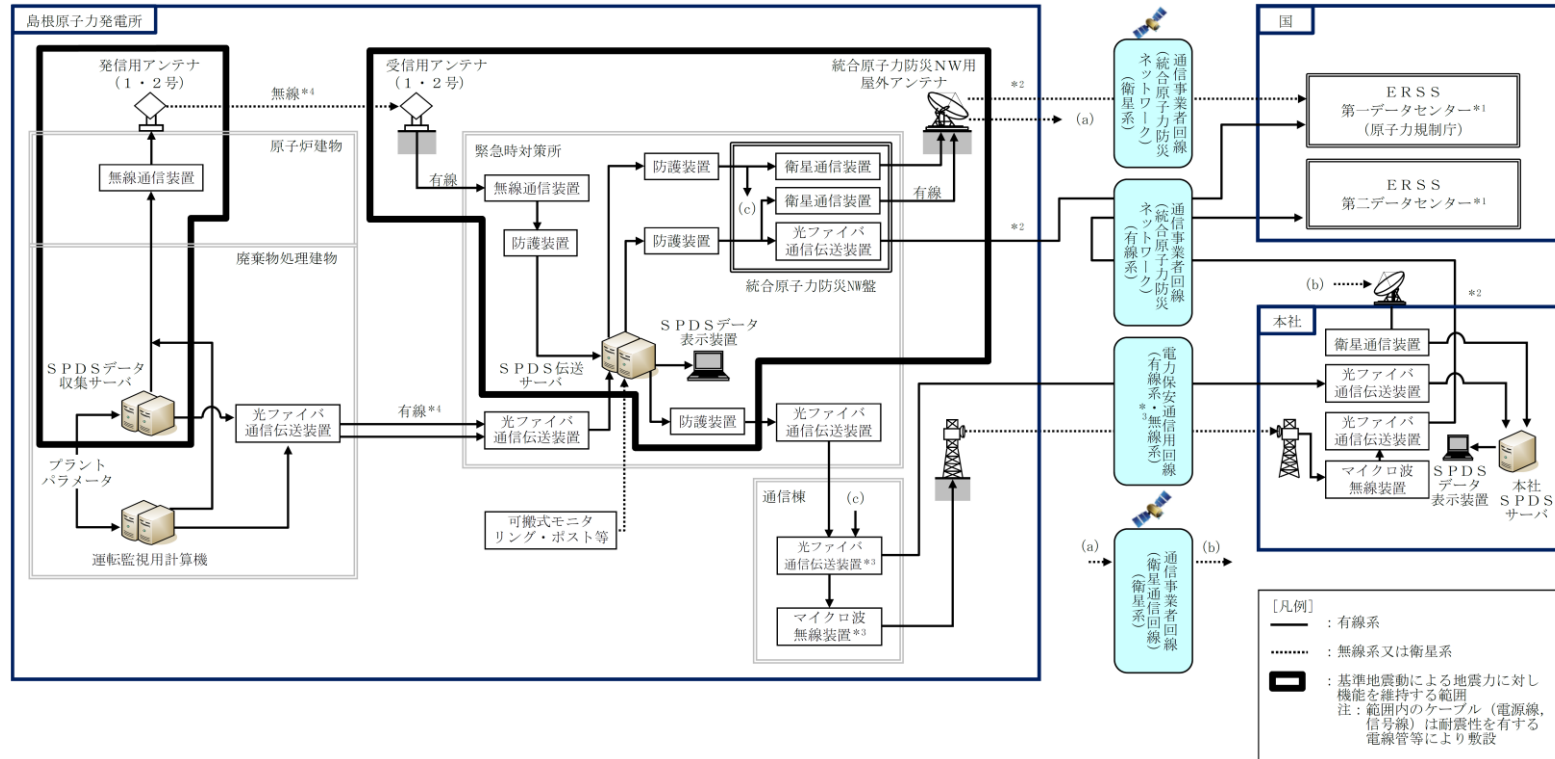 島根原子力発電所
発信用アンテナ
（１・２号）
無線*4
受信用アンテナ
（１・２号）
統合原子力防災ＮＷ用
屋外アンテナ
原子炉建物
無線通信装置
廃棄物処理建物
ＳＰＤＳデータ
収集サーバ
光ファイバ
通信伝送装置
プラント
パラメータ
運転監視用計算機
有線*4
緊急時対策所
有線
無線通信装置
防護装置
ＳＰＤＳ伝送
サーバ
光ファイバ
通信伝送装置
可搬式モニタ
リング・ポスト等
防護装置
(c)
防護装置
衛星通信装置
衛星通信装置
有線
光ファイバ
通信伝送装置
統合原子力防災NW盤
ＳＰＤＳデータ
表示装置
防護装置
光ファイバ
通信伝送装置
通信棟
(c)
光ファイバ
通信伝送装置*3
マイクロ波
無線装置*3
*2
(a)
*2
通信事業者回線
（統合原子力防災
ネットワーク）
（衛星系）
通信事業者回線
（統合原子力防災
ネットワーク）
（有線系）
電力保安通信用回線
*3
（有線系・無線系）
(a)
通信事業者回線
（衛星通信回線）
（衛星系）
(b)
国
ＥＲＳＳ
第一データセンター*1
（原子力規制庁）
ＥＲＳＳ
第二データセンター*1
(b)
*2
本社
衛星通信装置
光ファイバ
通信伝送装置
光ファイバ
通信伝送装置
マイクロ波
無線装置
ＳＰＤＳ
データ
表示装置
本社
ＳＰＤＳ
サーバ
［凡例］
：有線系
：無線系又は衛星系
：基準地震動による地震力に対し
機能を維持する範囲
注：範囲内のケーブル（電源線，
信号線）は耐震性を有する
電線管等により敷設